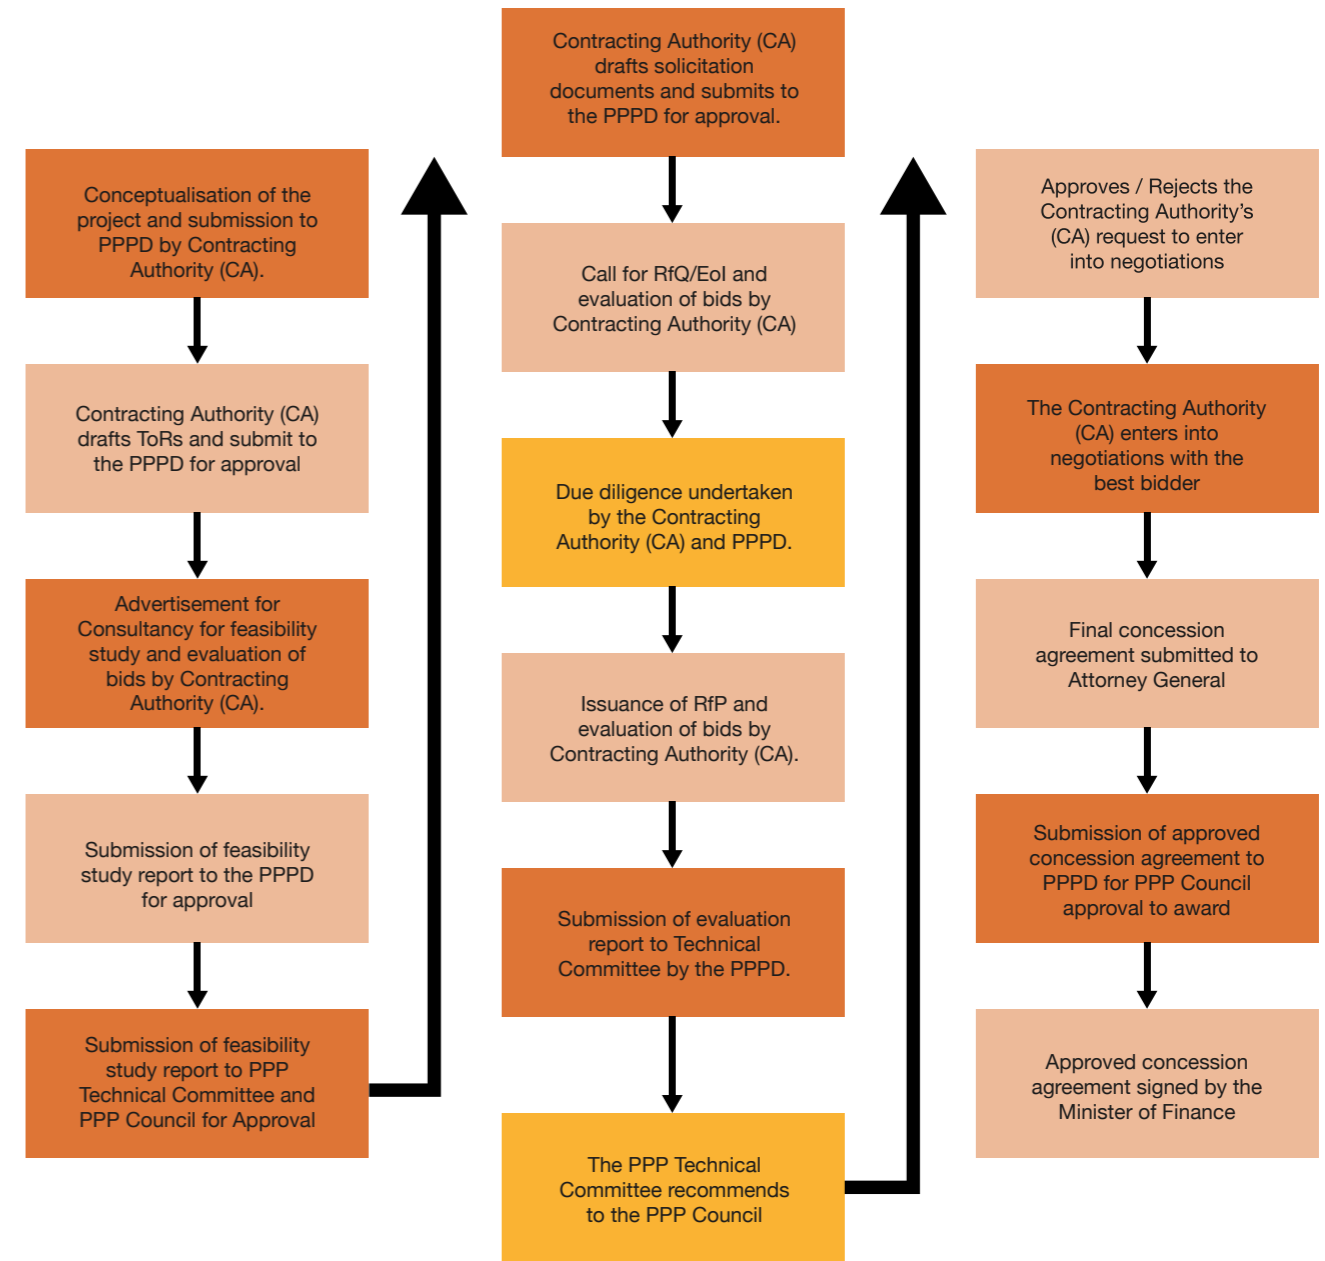 Conceptualisation of the
project and submission to
PPPD by Contracting
Authority (CA).
Contracting Authority (CA)
drafts ToRs and submit to
the PPPD for approval
Advertisement for
Consultancy for feasibility
study and evaluation of
bids by Contracting
Authority (CA).
Submission of feasibility
study report to the PPPD
for approval
Submission of feasibility
study report to PPP
Technical Committee and
PPP Council for Approval
Contracting Authority (CA)
drafts solicitation
documents and submits to
the PPPD for approval.
Call for RfQ/EoI and
evaluation of bids by
Contracting Authority (CA)
Due diligence undertaken
by the Contracting
Authority (CA) and PPPD.
Issuance of RfP and
evaluation of bids by
Contracting Authority (CA).
Submission of evaluation
report to Technical
Committee by the PPPD.
The PPP Technical
Committee recommends
to the PPP Council
Approves / Rejects the
Contracting Authority’s
(CA) request to enter
into negotiations
The Contracting Authority
(CA) enters into
negotiations with the
best bidder
Final concession
agreement submitted to
Attorney General
Submission of approved
concession agreement to
PPPD for PPP Council
approval to award
Approved concession
agreement signed by the
Minister of Finance